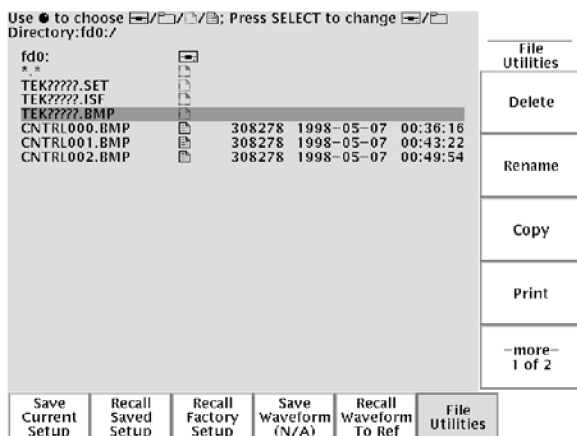 Use ● to choose / / / ; Press SELECT to change /
Directory:fd0:/
fd0:
*.*
TEK?????.SET
TEK?????.ISF
TEK?????.BMP
CNTRL000.BMP 308278 1998-05-07 00:36:16
CNTRL001.BMP 308278 1998-05-07 00:43:22
CNTRL002.BMP 308278 1998-05-07 00:49:54
File
Utilities
Delete
Rename
Copy
Print
-more-
1 of 2
Save
Current
Setup
Recall
Saved
Setup
Recall
Factory
Setup
Save
Waveform
(N/A)
Recall
Waveform
To Ref
File
Utilities